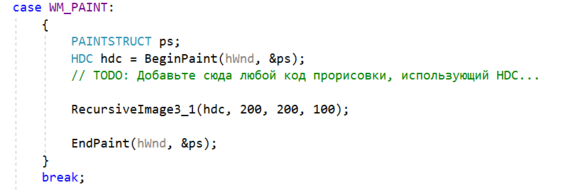 case WM_PAINT:
{
PAINTSTRUCT ps;
HDC hdc = BeginPaint(hWnd, &ps);
// TODO: Добавьте сюда любой код прорисовки, использующий HDC...
RecursiveImage3_1(hdc, 200, 200, 100);
EndPaint(hWnd, &ps);
}
break;